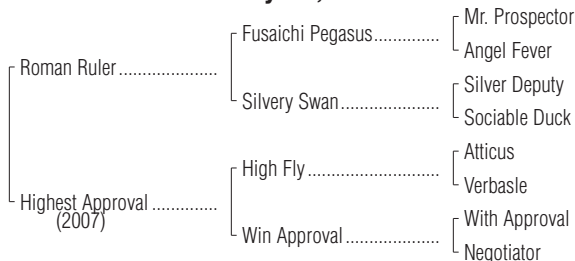 Fusaichi Pegasus..............
Mr. Prospector
Angel Fever
Roman Ruler.....................
Silvery Swan.....................
Silver Deputy
Sociable Duck
High Fly............................
Atticus
Verbasle
Highest Approval..............
(2007)
Win Approval....................
With Approval
Negotiator